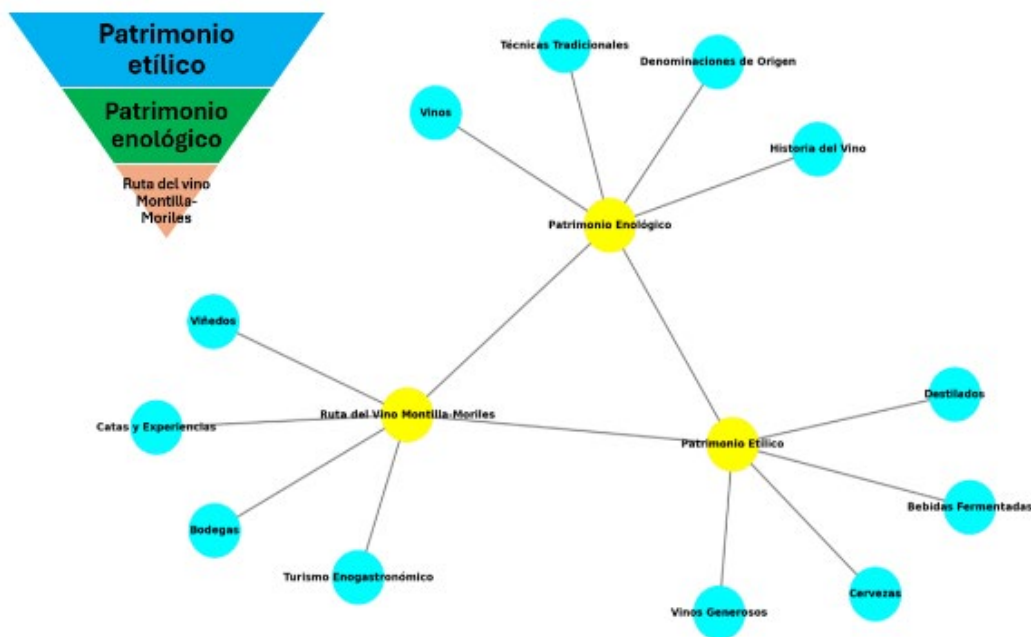 Patrimonio
etílico
Patrimonio
enológico
Ruta del vino
Montilla-
Moriles
Técnicas Tradicionales
Denominaciones de Origen
Vinos
Historia del Vino
Patrimonio Enológico
Viñedos
Destilados
Ruta del Vino Montilla-Moriles
Catas y Experiencias
Patrimonio Etílico
Bebidas Fermentadas
Bodegas
Turismo Enogastronómico
Cervezas
Vinos Generosos